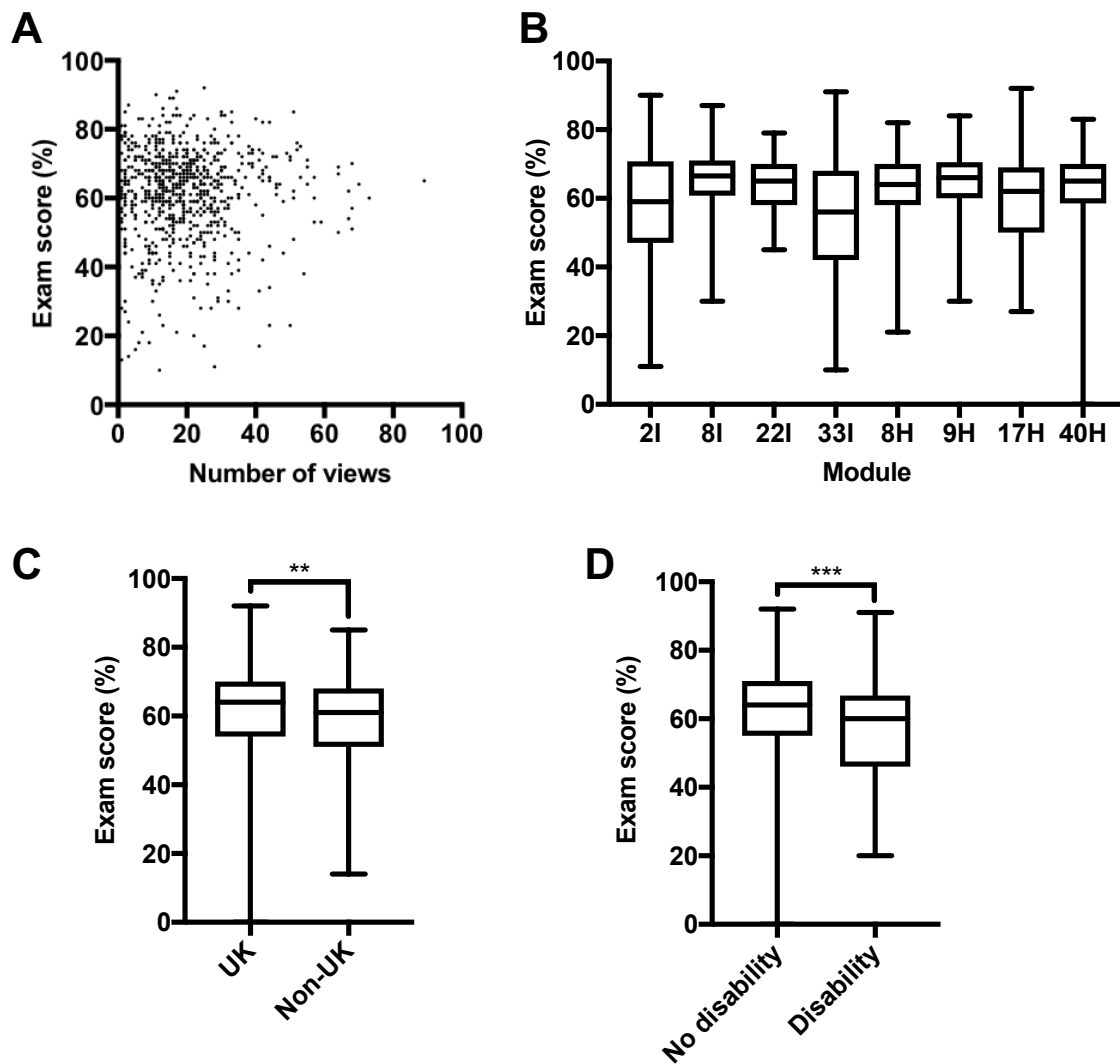 A
100
80
60
40
20
0
Exam score (%)
0 20 40 60 80 100
Number of views
B
100
80
60
40
20
0
Exam score (%)
2I 8I 22I 33I 8H 9H 17H 40H
Module
C
**
100
80
60
40
20
0
Exam score (%)
UK
Non-UK
D
***
100
80
60
40
20
0
Exam score (%)
No disability
Disability